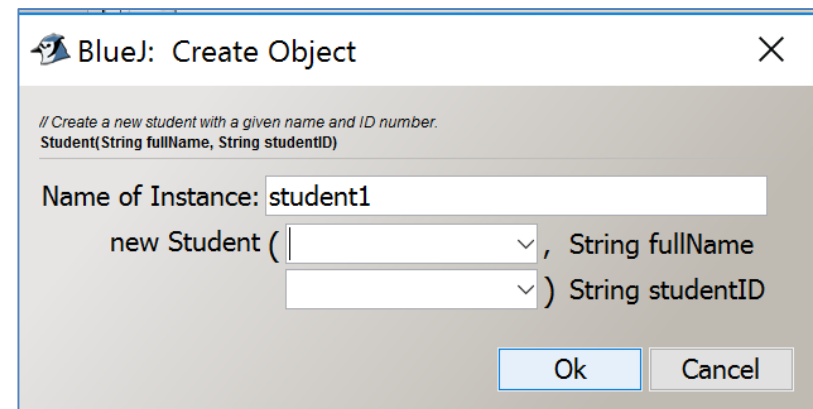 BlueJ: Create Object
// Create a new student with a given name and ID number.
Student(String fullName, String studentID)
Name of Instance: student1
new Student ( , String fullName
) String studentID
Ok Cancel